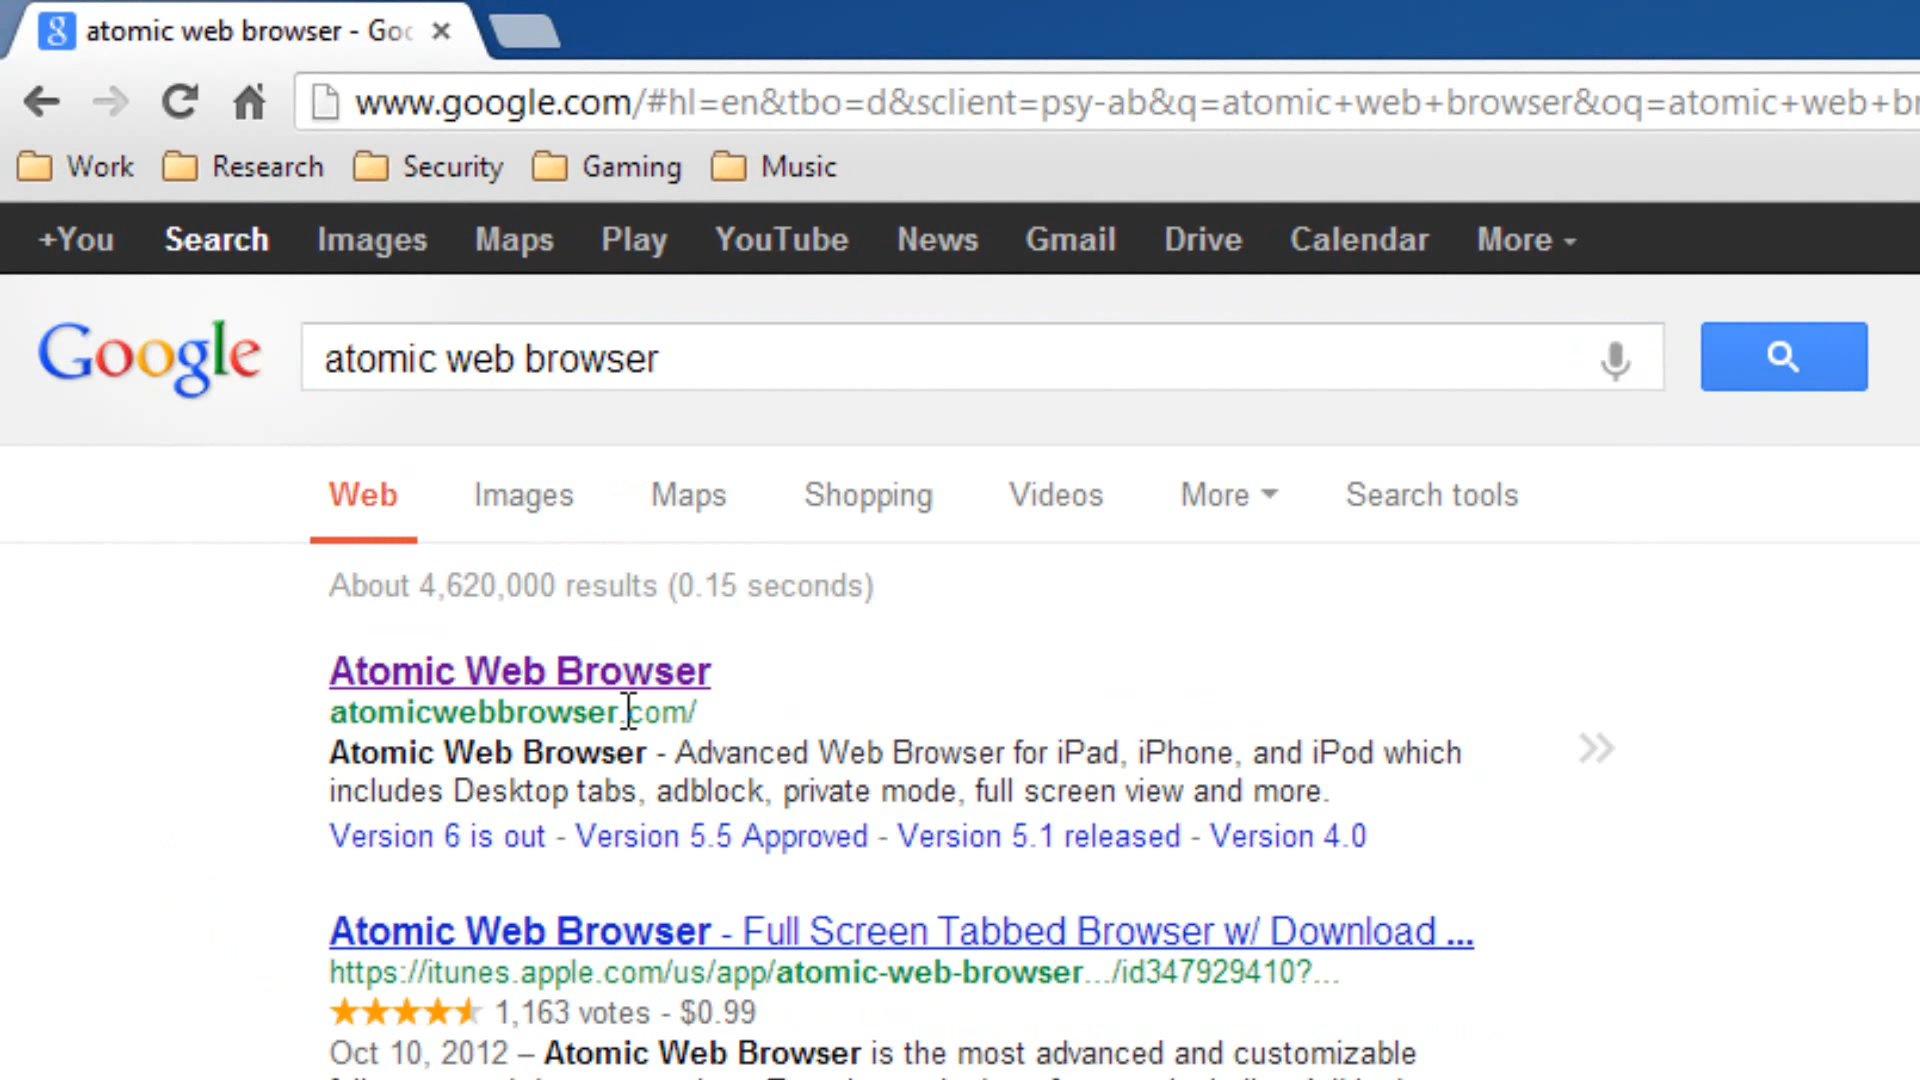 atomic web browser - Goo
www.google.com/#hl=en&tbo=d&sclient=psy-ab&q=atomic+web+browser&oq=atomic+web+b
Work Research Security Gaming Music
+You Search Images Maps Play YouTube News Gmail Drive Calendar More
Google atomic web browser
Web Images Maps Shopping Videos More Search tools
About 4,620,000 results (0.15 seconds)
Atomic Web Browser
atomicwebbrowser.com/
Atomic Web Browser - Advanced Web Browser for iPad, iPhone, and iPod which
includes Desktop tabs, adblock, private mode, full screen view and more.
Version 6 is out - Version 5.5 Approved - Version 5.1 released - Version 4.0
Atomic Web Browser - Full Screen Tabbed Browser w/ Download ...
https://itunes.apple.com/us/app/atomic-web-browser.../id347929410?...
1,163 votes - $0.99
Oct 10, 2012 – Atomic Web Browser is the most advanced and customizable